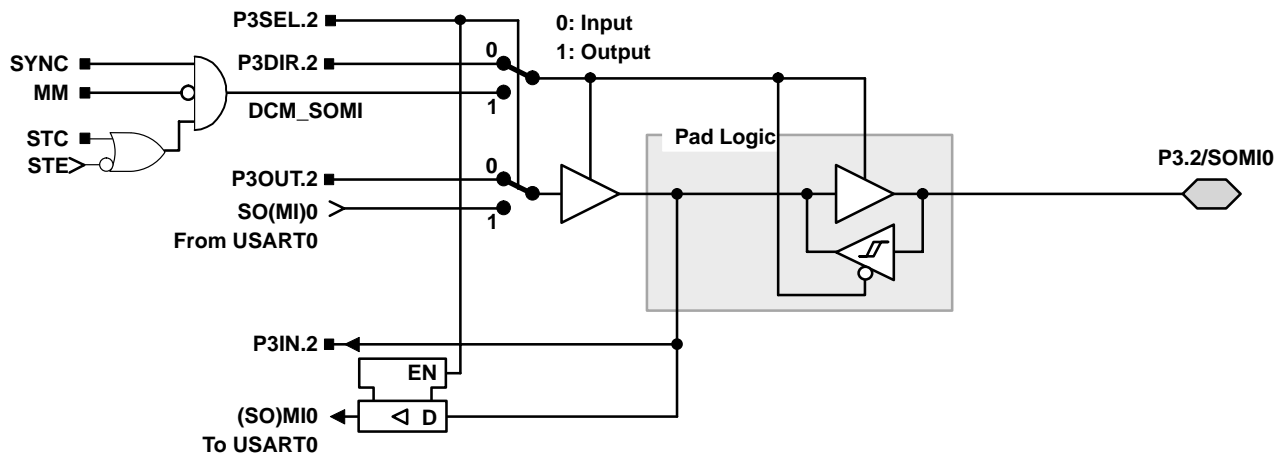 P3SEL.2
0: Input
1: Output
SYNC
P3DIR.2
0
MM
DCM_SOMI
1
STC
STE
Pad Logic
P3.2/SOMI0
P3OUT.2
0
SO(MI)0
1
From USART0
P3IN.2
EN
(SO)MI0
D
To USART0